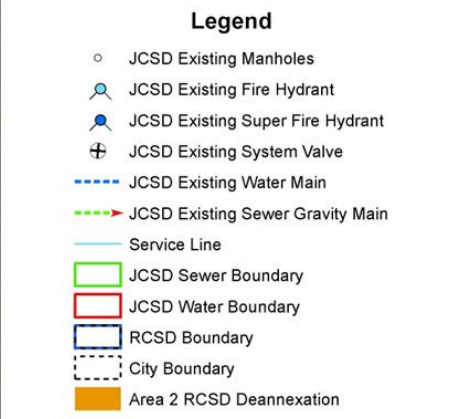 Legend
JCSD Existing Manholes
JCSD Existing Fire Hydrant
JCSD Existing Super Fire Hydrant
JCSD Existing System Valve
JCSD Existing Water Main
JCSD Existing Sewer Gravity Main
Service Line
JCSD Sewer Boundary
JCSD Water Boundary
RCSD Boundary
City Boundary
Area 2 RCSD Deannexation